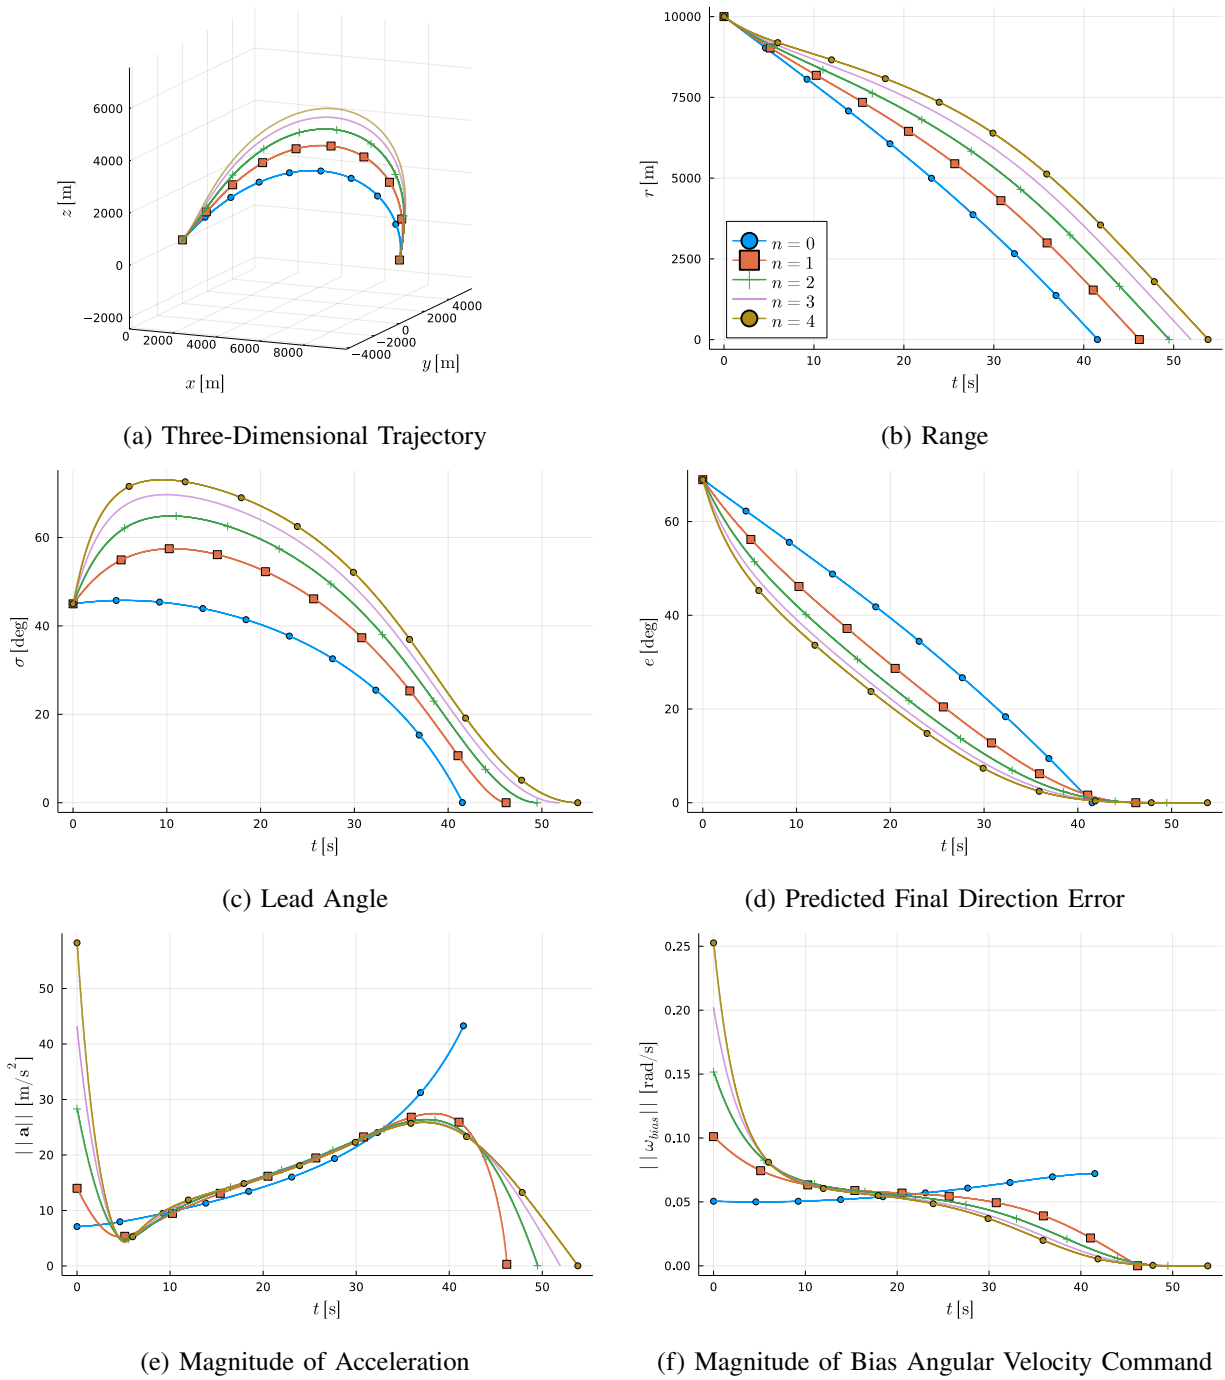 6000
4000
2000
0
−2000
z [m]
0
2000
4000
6000
8000
−4000
−2000
0
2000
4000
x [m]
y [m]
(a) Three-Dimensional Trajectory
10000
7500
5000
2500
0
r [m]
n = 0
n = 1
n = 2
n = 3
n = 4
0
10
20
30
40
50
t [s]
(b) Range
60
40
20
0
σ [deg]
0
10
20
30
40
50
t [s]
(c) Lead Angle
60
40
20
0
e [deg]
0
10
20
30
40
50
t [s]
(d) Predicted Final Direction Error
50
40
30
20
10
0
||a|| [m/s²]
0
10
20
30
40
50
t [s]
(e) Magnitude of Acceleration
0.25
0.20
0.15
0.10
0.05
0.00
||ω_bias|| [rad/s]
0
10
20
30
40
50
t [s]
(f) Magnitude of Bias Angular Velocity Command